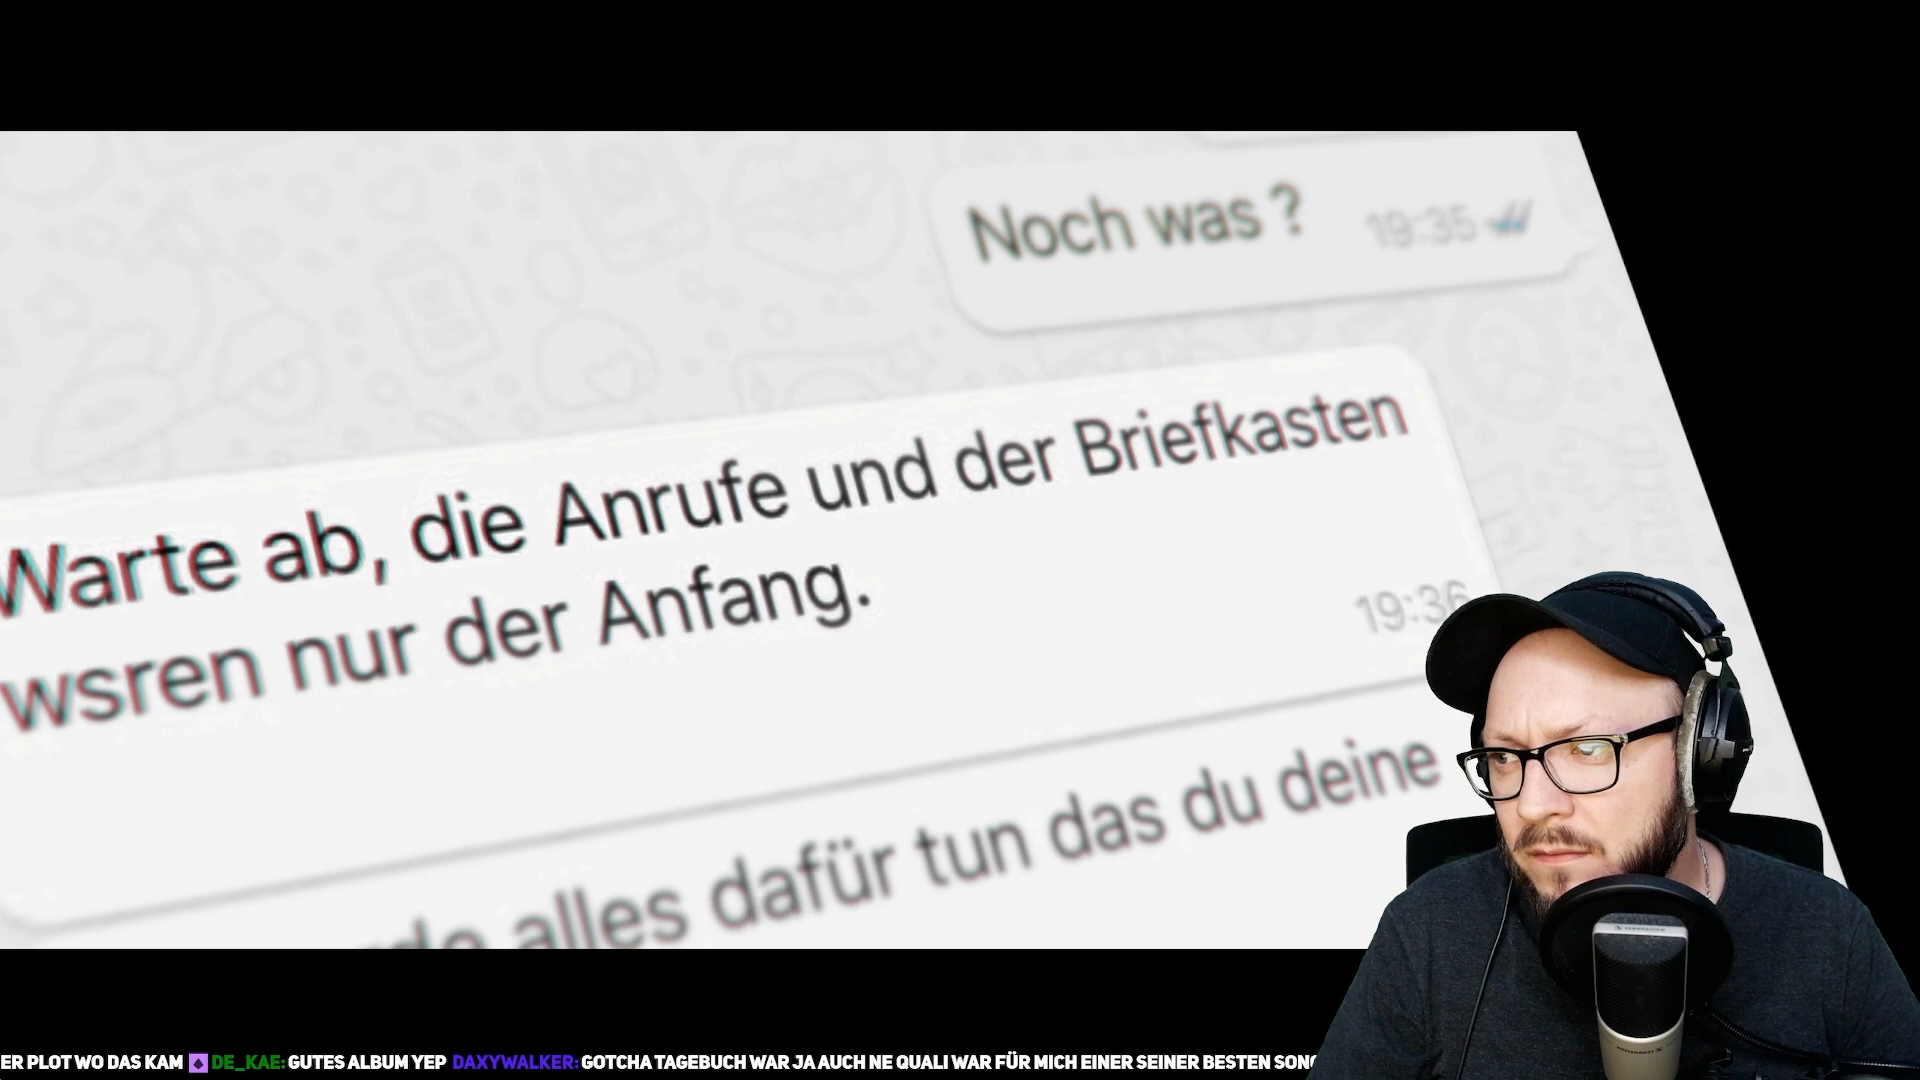 Noch was ?
19:35
Warte ab, die Anrufe und der Briefkasten
wsren nur der Anfang.
19:36
alles dafür tun das du deine
ER PLOT WO DAS KAM DE_KAE: GUTES ALBUM YEP DAXYWALKER: GOTCHA TAGEBUCH WAR JA AUCH NE QUALI WAR FÜR MICH EINER SEINER BESTEN SONG